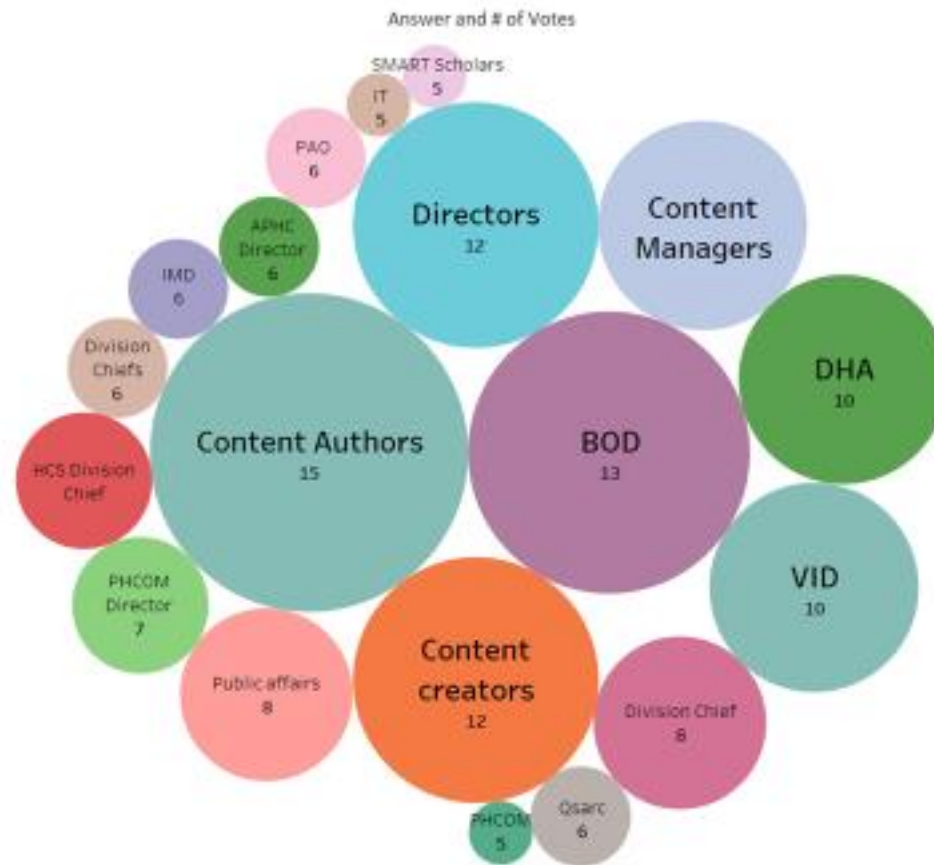 Answer and # of Votes
SMART Scholars
5
IT
5
PAO
6
Directors
12
Content
Managers
APHC
Director
6
IMD
6
DHA
10
Division
Chiefs
6
Content Authors
15
BOD
13
HCS Division
Chief
VID
10
PHCOM
Director
7
Public affairs
8
Content
creators
12
Division Chief
8
PHCOM
5
Qsarc
6